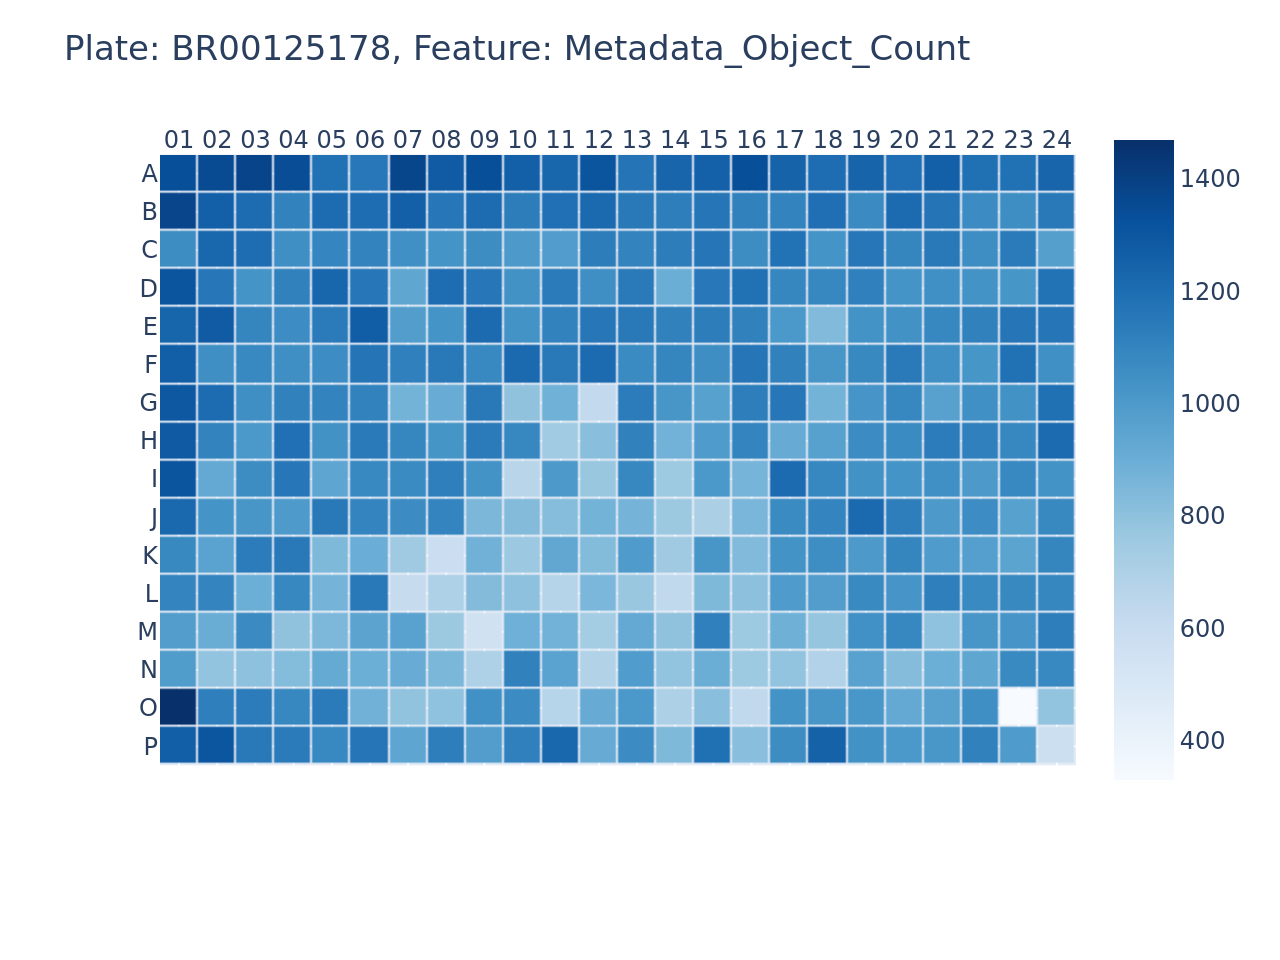 Plate: BR00125178, Feature: Metadata_Object_Count
01 02 03 04 05 06 07 08 09 10 11 12 13 14 15 16 17 18 19 20 21 22 23 24
A
B
C
D
E
F
G
H
I
J
K
L
M
N
O
P
1400
1200
1000
800
600
400